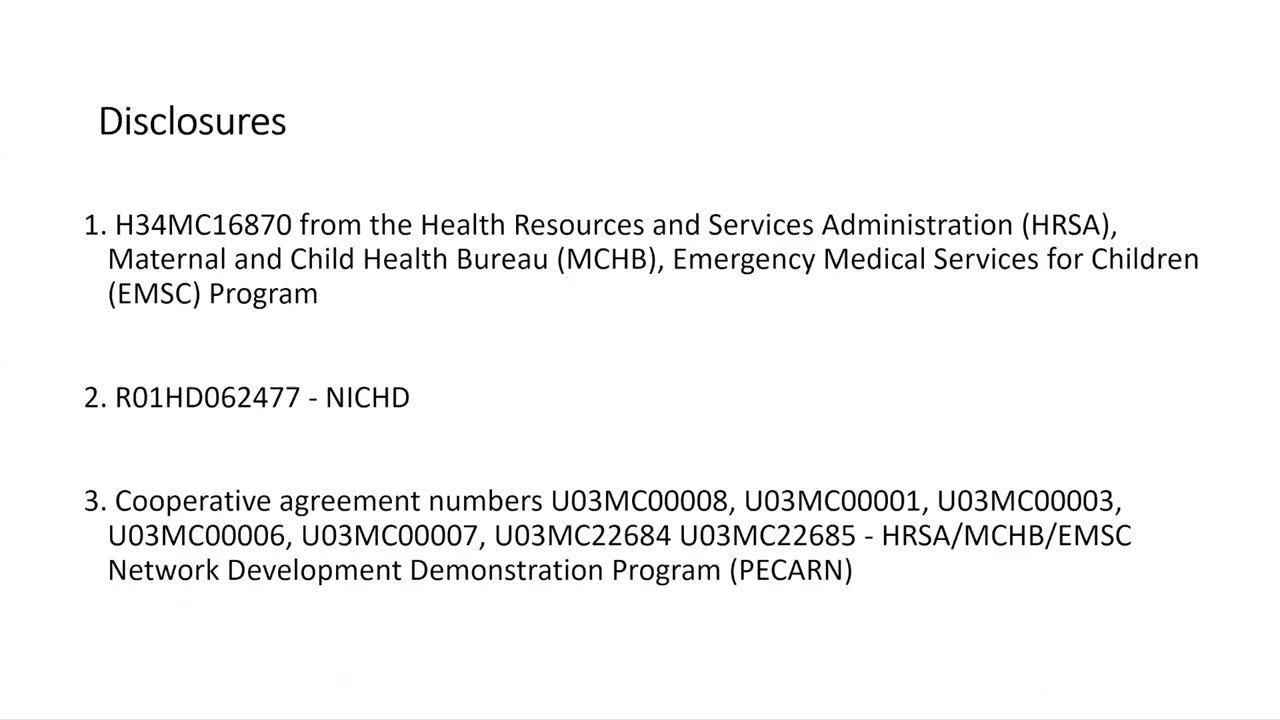 Disclosures
1. H34MC16870 from the Health Resources and Services Administration (HRSA),
Maternal and Child Health Bureau (MCHB), Emergency Medical Services for Children
(EMSC) Program
2. R01HD062477 - NICHD
3. Cooperative agreement numbers U03MC00008, U03MC00001, U03MC00003,
U03MC00006, U03MC00007, U03MC22684 U03MC22685 - HRSA/MCHB/EMSC
Network Development Demonstration Program (PECARN)